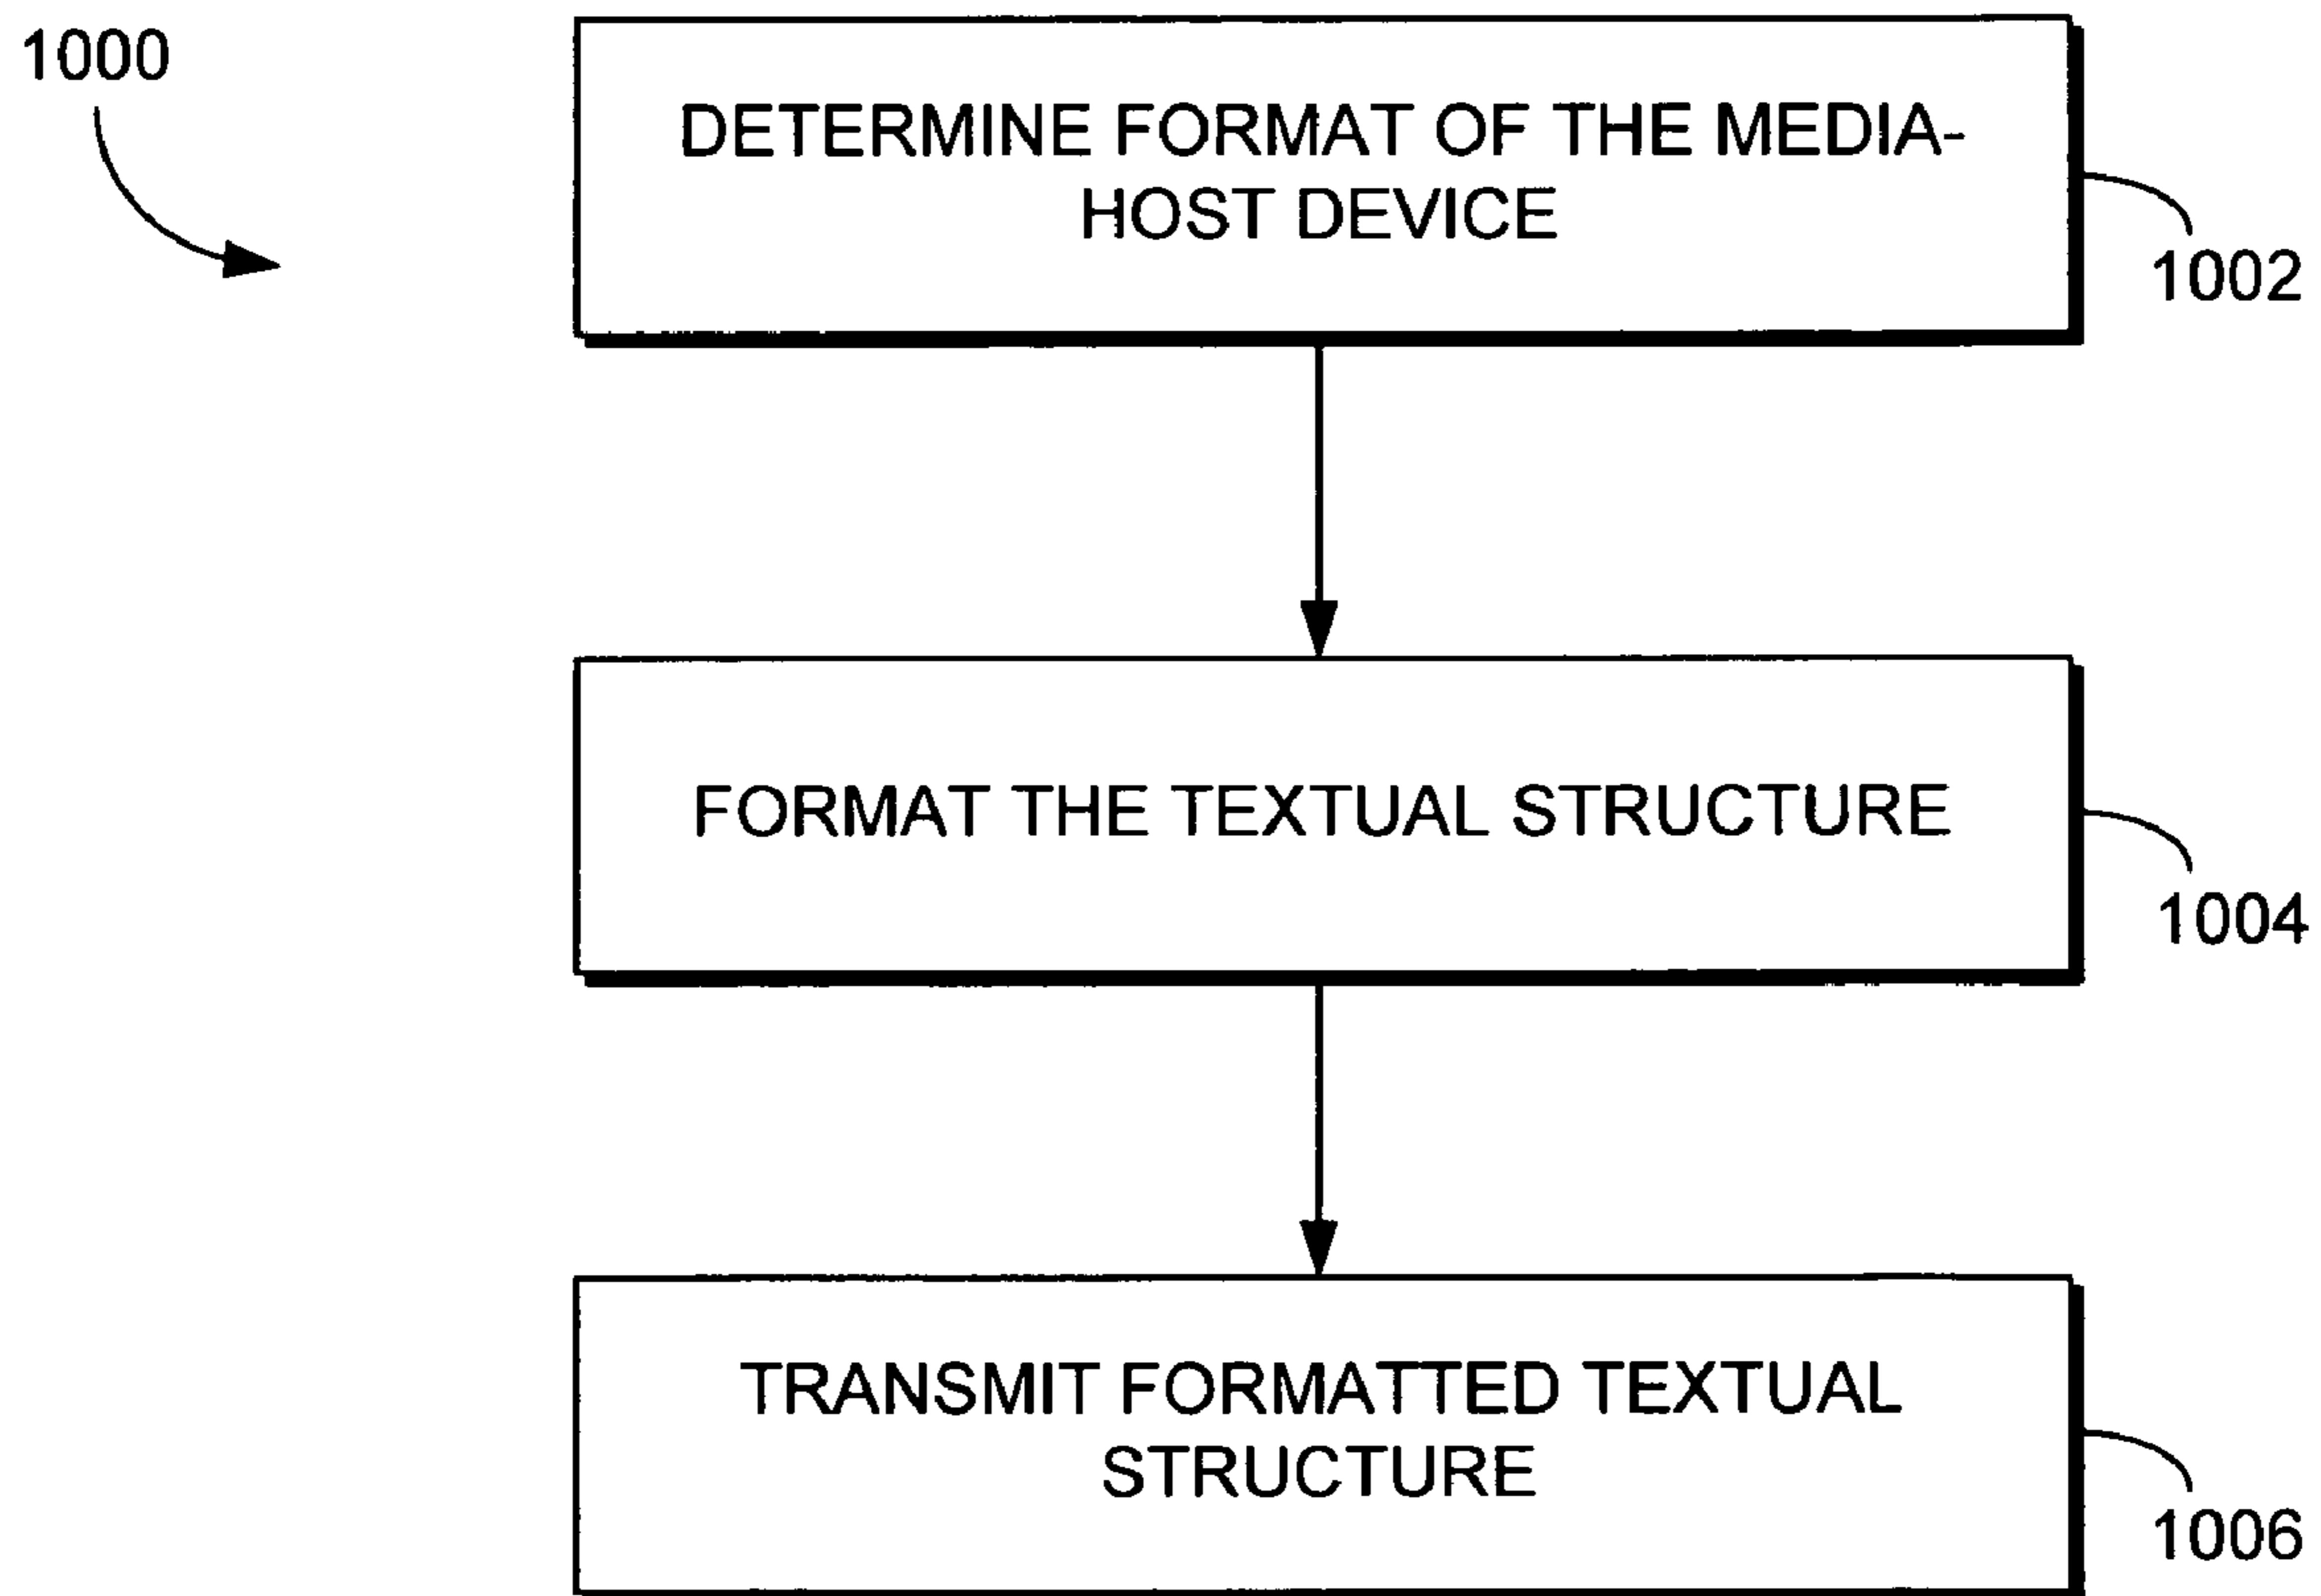 1000
DETERMINE FORMAT OF THE MEDIA-
HOST DEVICE
1002
FORMAT THE TEXTUAL STRUCTURE
1004
TRANSMIT FORMATTED TEXTUAL
STRUCTURE
1006